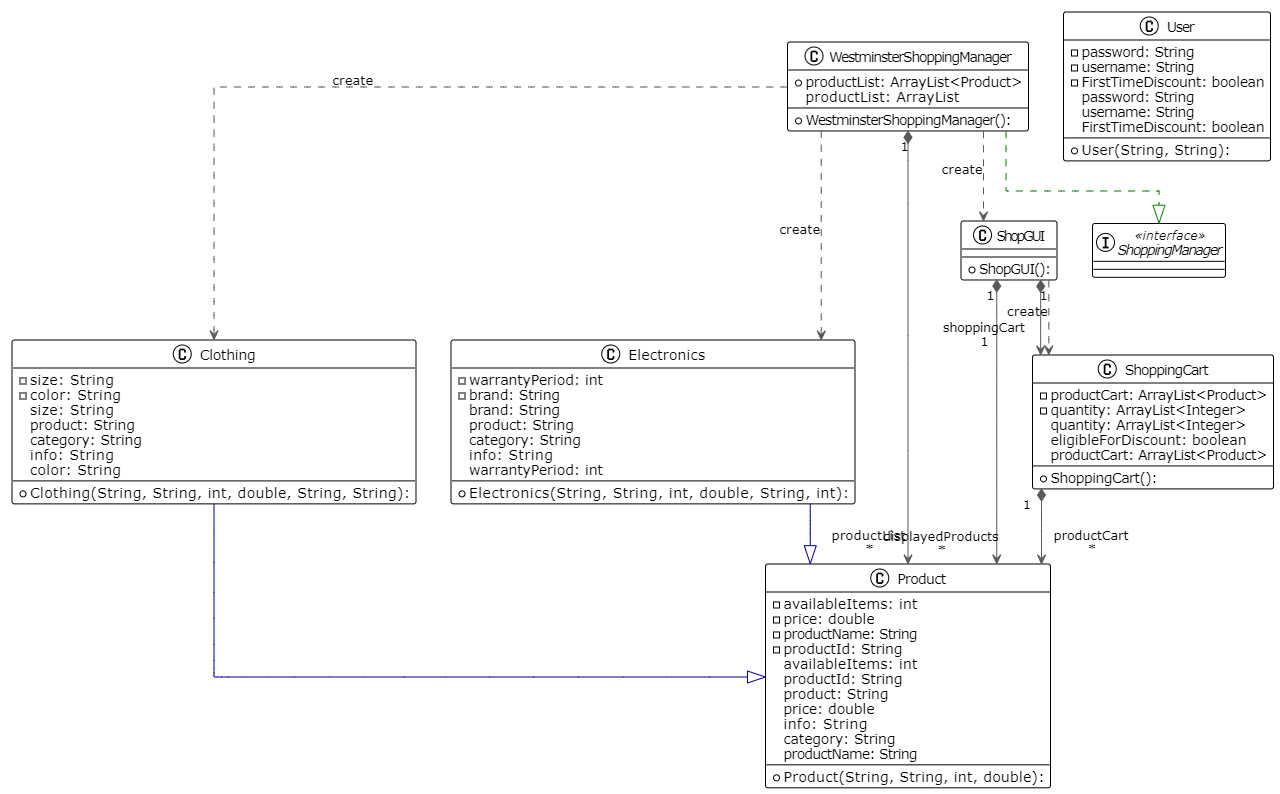 C User
- password: String
- username: String
- FirstTimeDiscount: boolean
password: String
username: String
FirstTimeDiscount: boolean
User(String, String):
C WestminsterShoppingManager
productList: ArrayList<Product>
productList: ArrayList
WestminsterShoppingManager():
create
1
create
create
C ShopGUI
ShopGUI():
I «interface»
ShoppingManager
1
1
create
shoppingCart
1
C Clothing
size: String
color: String
size: String
product: String
category: String
info: String
color: String
Clothing(String, String, int, double, String, String):
C Electronics
warrantyPeriod: int
brand: String
brand: String
product: String
category: String
info: String
warrantyPeriod: int
Electronics(String, String, int, double, String, int):
C ShoppingCart
productCart: ArrayList<Product>
quantity: ArrayList<Integer>
quantity: ArrayList<Integer>
eligibleForDiscount: boolean
productCart: ArrayList<Product>
ShoppingCart():
1
productList
*
displayedProducts
*
productCart
*
C Product
availableItems: int
price: double
productName: String
productId: String
availableItems: int
productId: String
product: String
price: double
info: String
category: String
productName: String
Product(String, String, int, double):